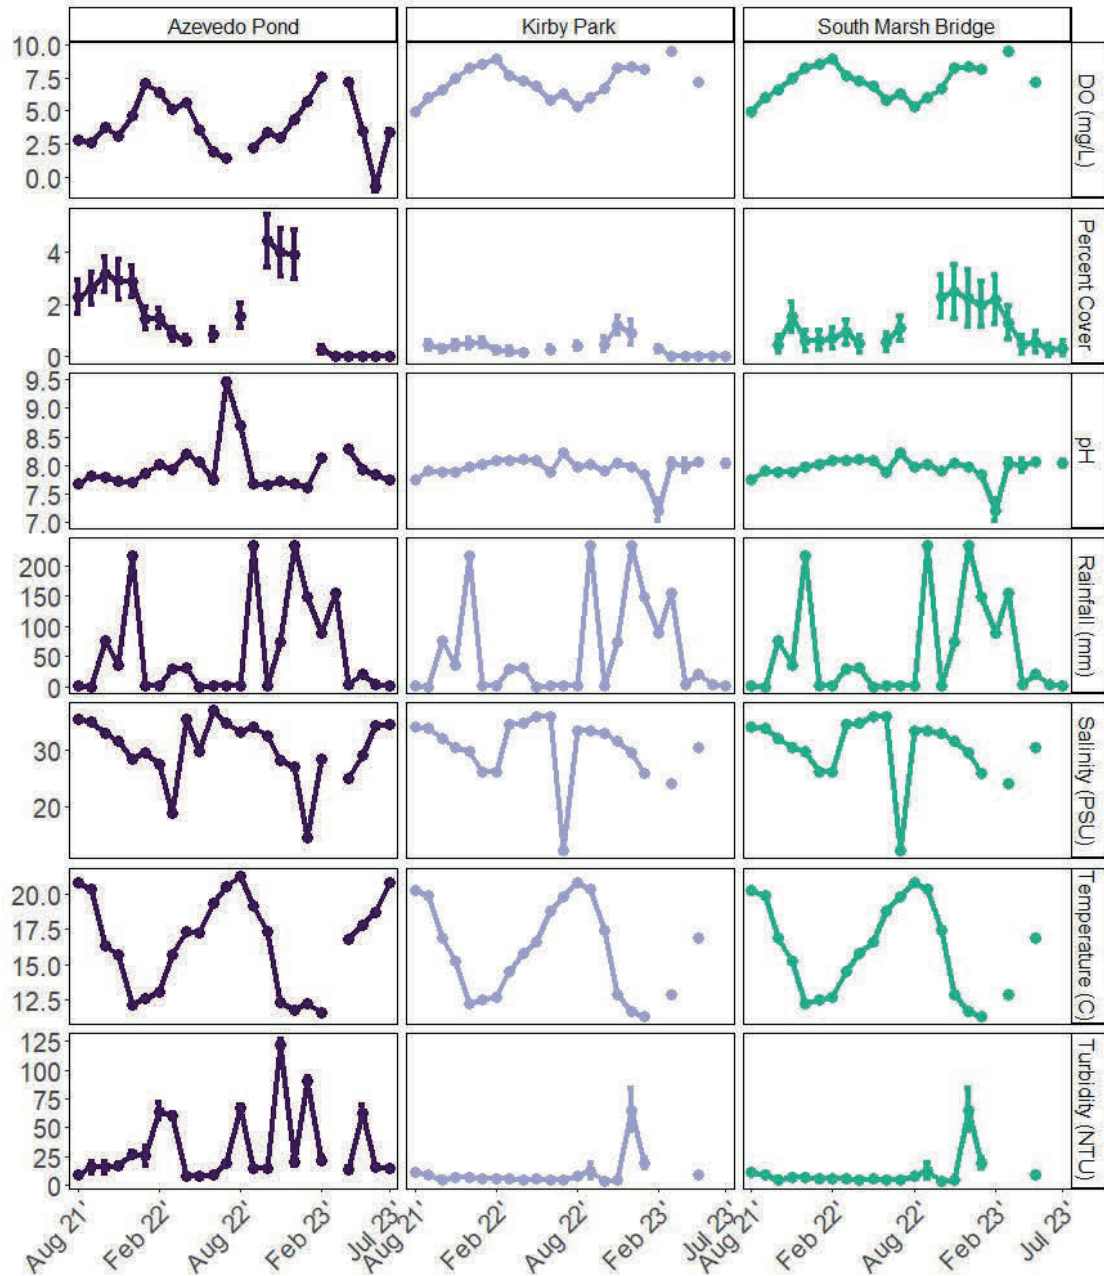 Azevedo Pond
Kirby Park
South Marsh Bridge
10.0
7.5
5.0
2.5
0.0
DO (mg/L)
4
2
0
Percent Cover
9.5
9.0
8.5
8.0
7.5
7.0
pH
200
150
100
50
0
Rainfall (mm)
30
20
Salinity (PSU)
20.0
17.5
15.0
12.5
Temperature (C)
125
100
75
50
25
0
Turbidity (NTU)
Aug 21'
Feb 22'
Aug 22'
Feb 23'
Jul 23'
Aug 21'
Feb 22'
Aug 22'
Feb 23'
Jul 23'
Aug 21'
Feb 22'
Aug 22'
Feb 23'
Jul 23'